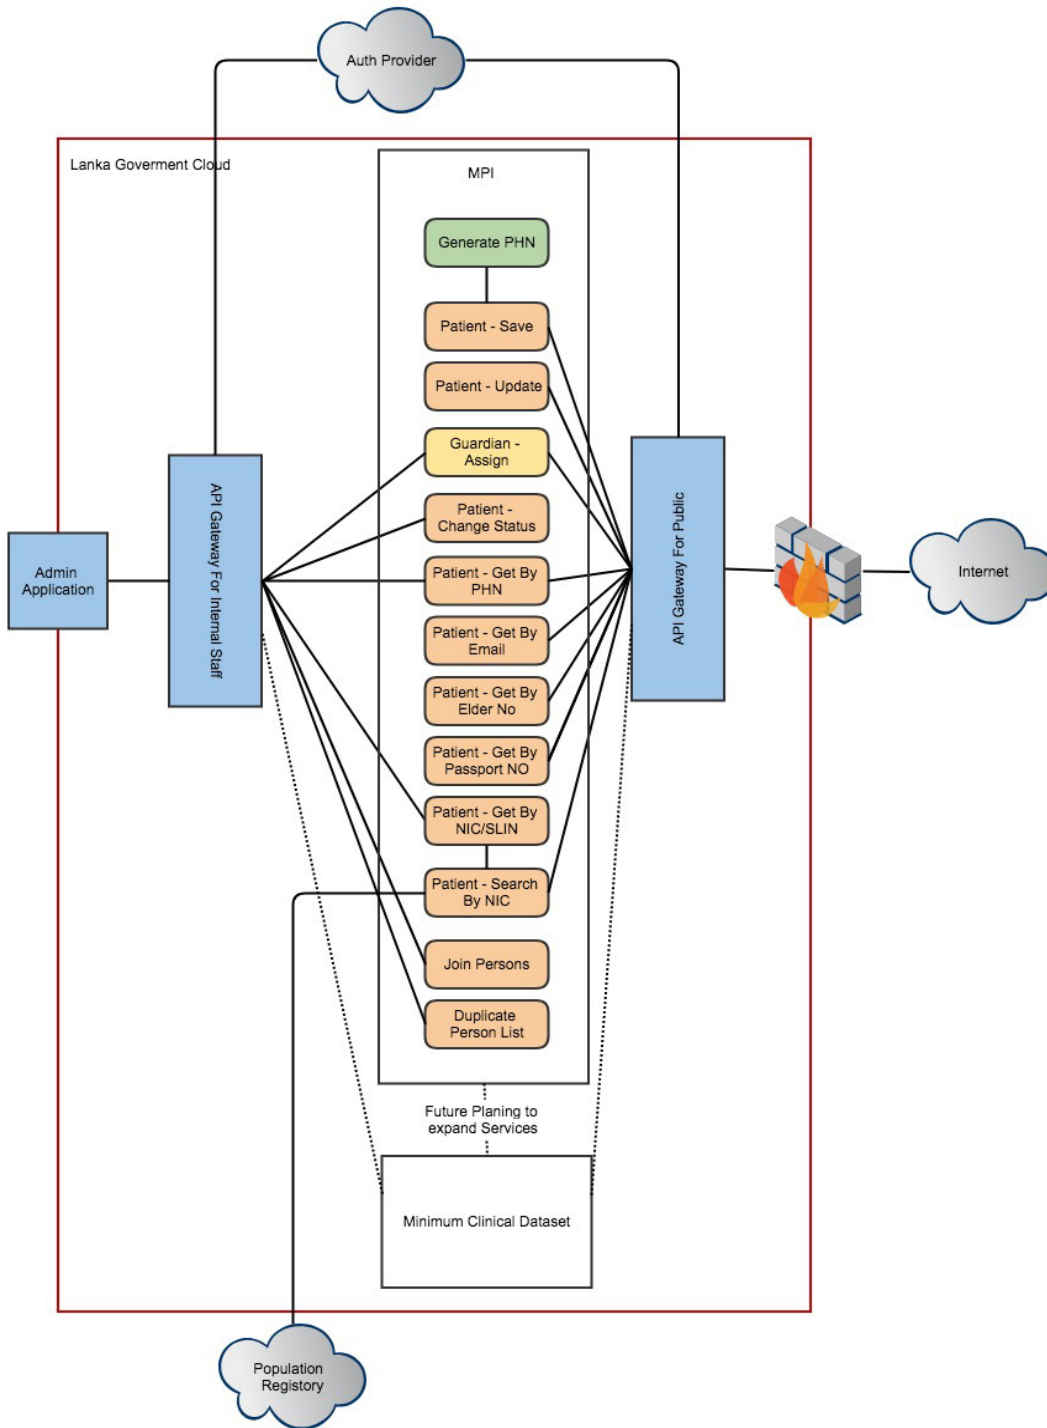 Auth Provider
Lanka Goverment Cloud
MPI
Generate PHN
Patient - Save
Patient - Update
Guardian -
Assign
Patient -
Change Status
Patient - Get By
PHN
Patient - Get By
Email
Patient - Get By
Elder No
Patient - Get By
Passport NO
Patient - Get By
NIC/SLIN
Patient - Search
By NIC
Join Persons
Duplicate
Person List
API Gateway For Internal Staff
Admin
Application
API Gateway For Public
Internet
Future Planing to
expand Services
Minimum Clinical Dataset
Population
Registory